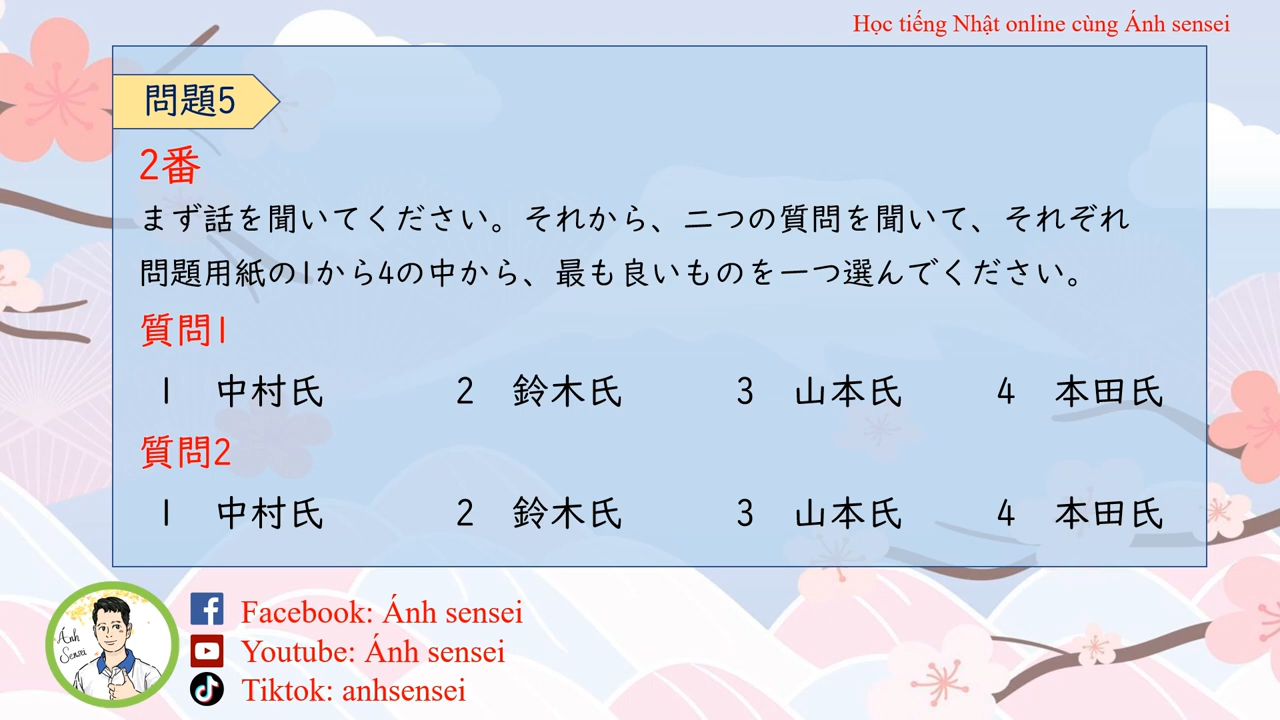 Học tiếng Nhật online cùng Ánh sensei
問題5
2番
まず話を聞いてください。それから、二つの質問を聞いて、それぞれ
問題用紙の1から4の中から、最も良いものを一つ選んでください。
質問1
1 中村氏 2 鈴木氏 3 山本氏 4 本田氏
質問2
1 中村氏 2 鈴木氏 3 山本氏 4 本田氏
Ánh Sensei
Facebook: Ánh sensei
Youtube: Ánh sensei
Tiktok: anhsensei